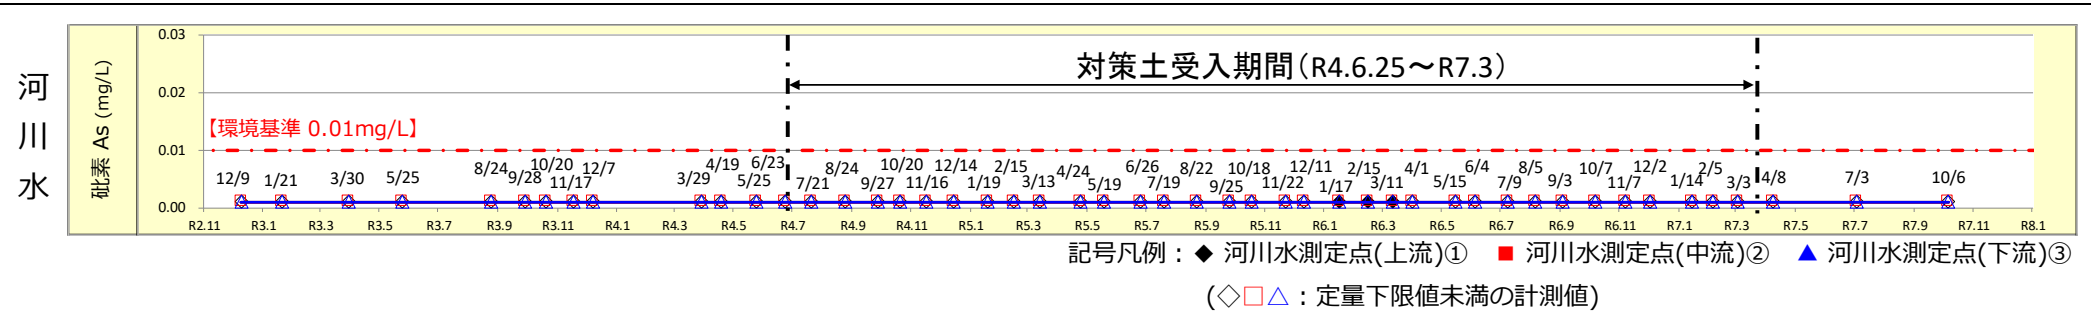 河川水
砒素 As (mg/L)
0.03
0.02
0.01
0.00
対策土受入期間(R4.6.25~R7.3)
【環境基準 0.01mg/L】
12/9 1/21 3/30 5/25 8/24 9/28 10/20 11/17 12/7 3/29 4/19 5/25 6/23 7/21 8/24 9/27 10/20 11/16 12/14 1/19 2/15 3/13 4/24 5/19 6/26 7/19 8/22 9/25 10/18 11/22 12/11 1/17 2/15 3/11 4/1 5/15 6/4 7/9 8/5 9/3 10/7 11/7 12/2 1/14 2/5 3/3 4/8 7/3 10/6
R2.11 R3.1 R3.3 R3.5 R3.7 R3.9 R3.11 R4.1 R4.3 R4.5 R4.7 R4.9 R4.11 R5.1 R5.3 R5.5 R5.7 R5.9 R5.11 R6.1 R6.3 R6.5 R6.7 R6.9 R6.11 R7.1 R7.3 R7.5 R7.7 R7.9 R7.11 R8.1
記号凡例:◆ 河川水測定点(上流)① ■ 河川水測定点(中流)② ▲ 河川水測定点(下流)③
(◇□△:定量下限値未満の計測値)